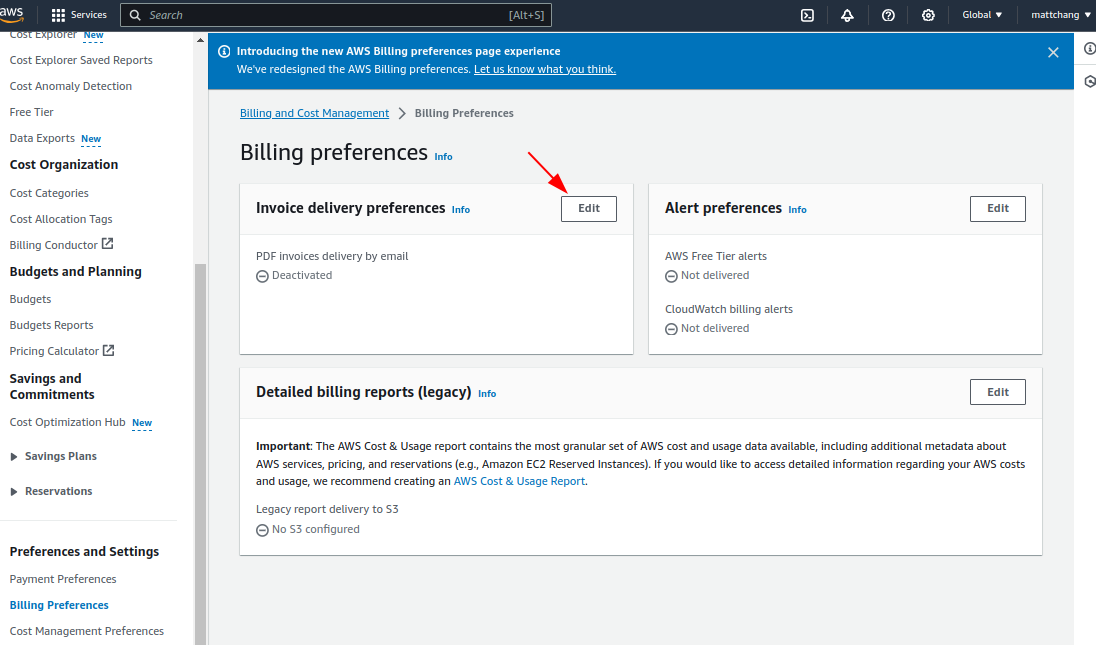 aws
Services
Search
[Alt+S]
Global
mattchang
Cost Explorer New
Cost Explorer Saved Reports
Cost Anomaly Detection
Free Tier
Data Exports New
Cost Organization
Cost Categories
Cost Allocation Tags
Billing Conductor
Budgets and Planning
Budgets
Budgets Reports
Pricing Calculator
Savings and
Commitments
Cost Optimization Hub New
Savings Plans
Reservations
Preferences and Settings
Payment Preferences
Billing Preferences
Cost Management Preferences
Introducing the new AWS Billing preferences page experience
We've redesigned the AWS Billing preferences. Let us know what you think.
Billing and Cost Management > Billing Preferences
Billing preferences Info
Invoice delivery preferences Info
Edit
PDF invoices delivery by email
Deactivated
Alert preferences Info
Edit
AWS Free Tier alerts
Not delivered
CloudWatch billing alerts
Not delivered
Detailed billing reports (legacy) Info
Edit
Important: The AWS Cost & Usage report contains the most granular set of AWS cost and usage data available, including additional metadata about
AWS services, pricing, and reservations (e.g., Amazon EC2 Reserved Instances). If you would like to access detailed information regarding your AWS costs
and usage, we recommend creating an AWS Cost & Usage Report.
Legacy report delivery to S3
No S3 configured